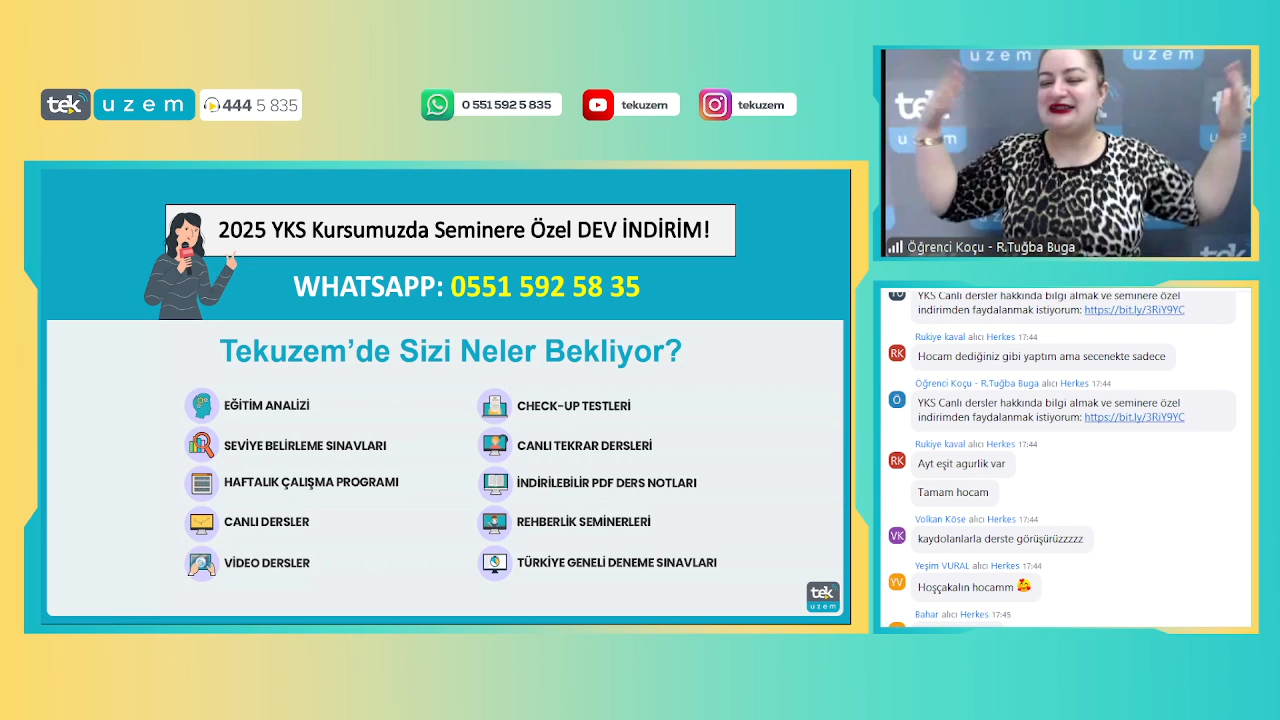 tek uzem 444 5 835
0 551 592 5 835
tekuzem
tekuzem
2025 YKS Kursumuzda Seminere Özel DEV İNDİRİM!
WHATSAPP: 0551 592 58 35
Tekuzem’de Sizi Neler Bekliyor?
EĞİTİM ANALİZİ
SEVİYE BELİRLEME SINAVLARI
HAFTALIK ÇALIŞMA PROGRAMI
CANLI DERSLER
VİDEO DERSLER
CHECK-UP TESTLERİ
CANLI TEKRAR DERSLERİ
İNDİRİLEBİLİR PDF DERS NOTLARI
REHBERLİK SEMİNERLERİ
TÜRKİYE GENELİ DENEME SINAVLARI
tek
uzem
uzem
uzem
tek
Öğrenci Koçu - R.Tuğba Buga
YKS Canlı dersler hakkında bilgi almak ve seminere özel
indirimden faydalanmak istiyorum: https://bit.ly/3RiY9YC
Rukiye kaval alıcı Herkes 17:44
RK
Hocam dediğiniz gibi yaptım ama secenekte sadece
Öğrenci Koçu - R.Tuğba Buga alıcı Herkes 17:44
Ö
YKS Canlı dersler hakkında bilgi almak ve seminere özel
indirimden faydalanmak istiyorum: https://bit.ly/3RiY9YC
Rukiye kaval alıcı Herkes 17:44
RK
Ayt eşit agurlik var
Tamam hocam
Volkan Köse alıcı Herkes 17:44
VK
kaydolanlarla derste görüşürüzzzzz
Yeşim VURAL alıcı Herkes 17:44
YV
Hoşçakalın hocamm 🥰
Bahar alıcı Herkes 17:45